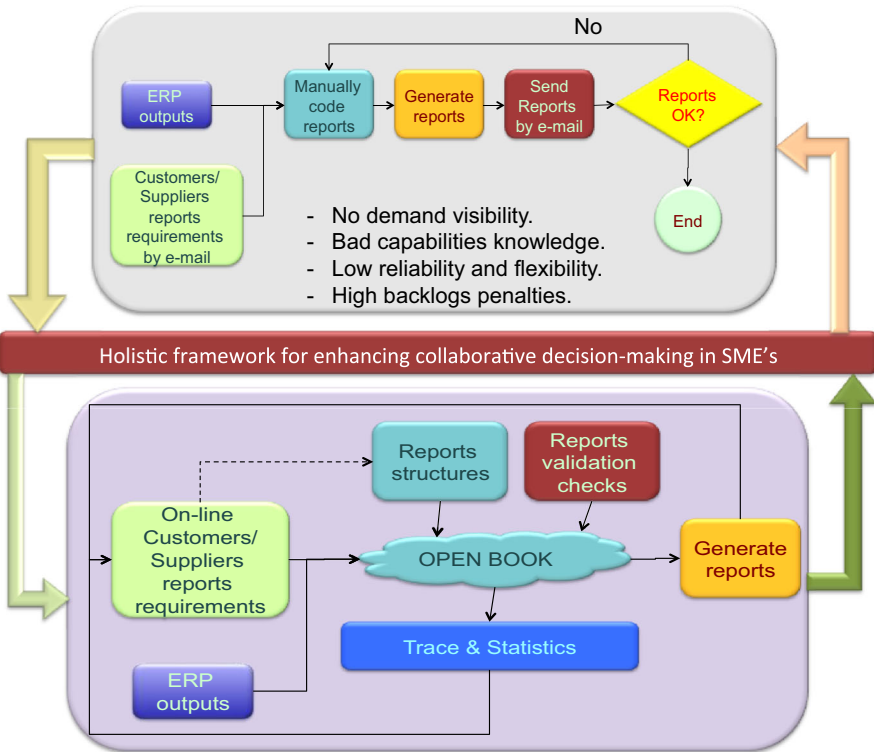 No
ERP
outputs
Manually
code
reports
Generate
reports
Send
Reports
by e-mail
Reports
OK?
Customers/
Suppliers
reports
requirements
by e-mail
End
- No demand visibility.
- Bad capabilities knowledge.
- Low reliability and flexibility.
- High backlogs penalties.
Holistic framework for enhancing collaborative decision-making in SME's
Reports
structures
Reports
validation
checks
On-line
Customers/
Suppliers
reports
requirements
OPEN BOOK
Generate
reports
Trace & Statistics
ERP
outputs